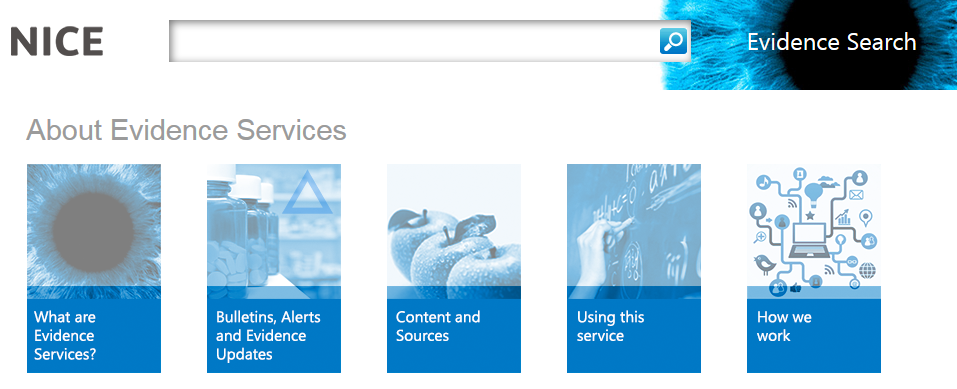 NICE
Evidence Search
About Evidence Services
What are
Evidence
Services?
Bulletins, Alerts
and Evidence
Updates
Content and
Sources
Using this
service
How we
work